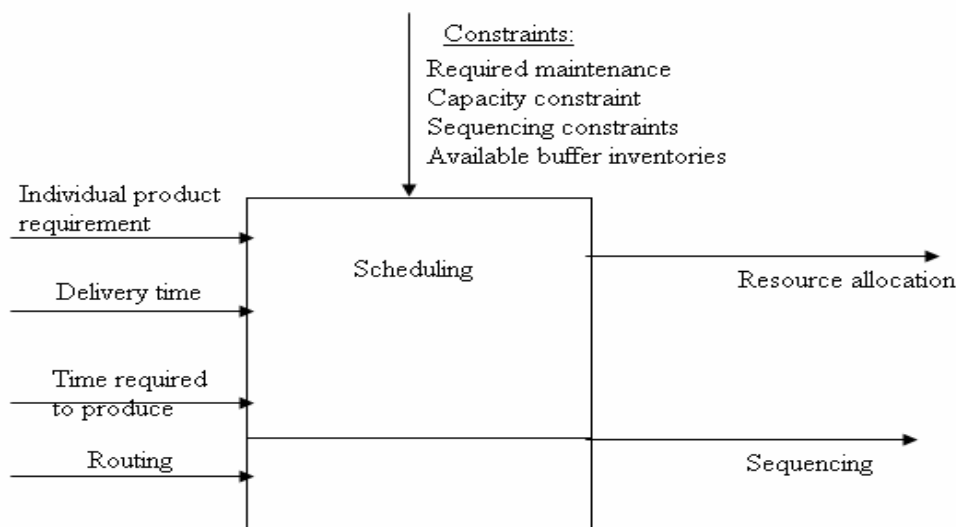 Constraints:
Required maintenance
Capacity constraint
Sequencing constraints
Available buffer inventories
Individual product
requirement
Scheduling
Resource allocation
Delivery time
Time required
to produce
Routing
Sequencing